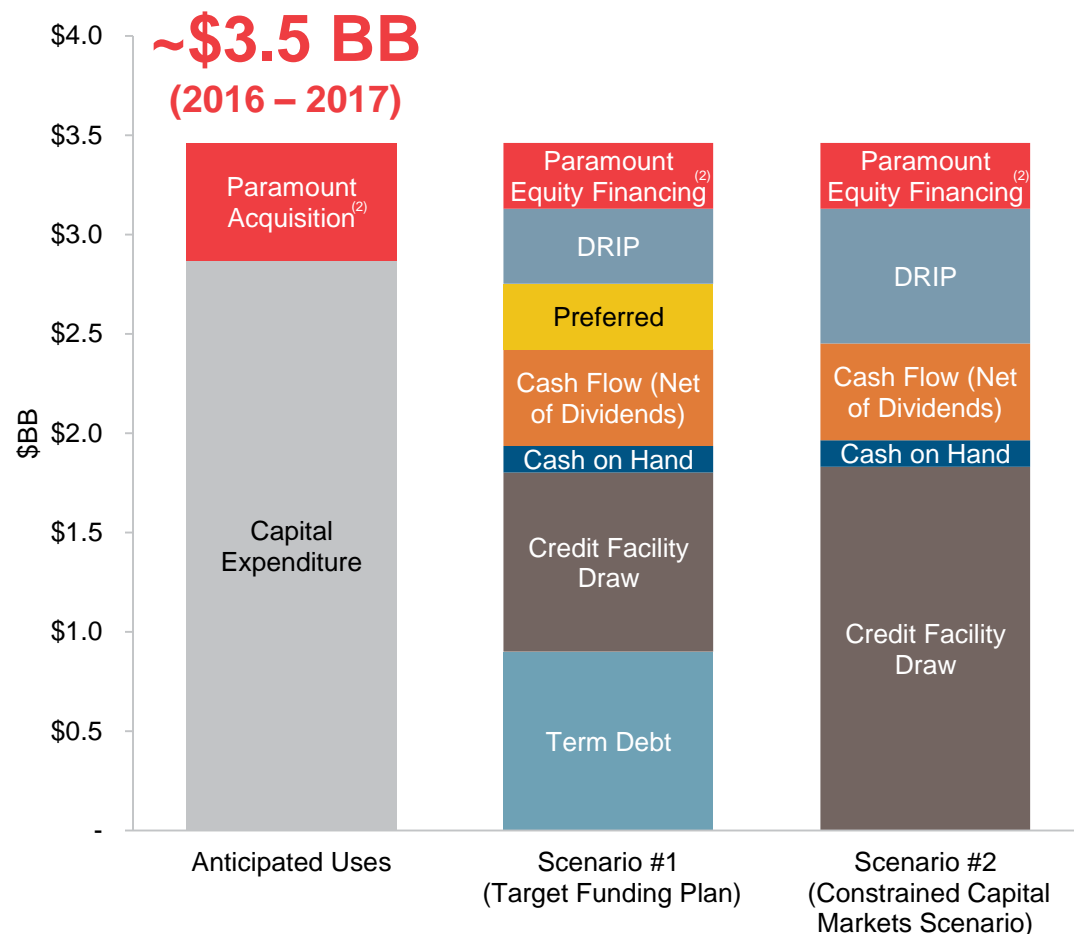 ~$3.5 BB
(2016 – 2017)
$BB
$4.0
$3.5
$3.0
$2.5
$2.0
$1.5
$1.0
$0.5
-
Paramount
Acquisition(2)
Capital
Expenditure
Anticipated Uses
Paramount
Equity Financing(2)
DRIP
Preferred
Cash Flow (Net
of Dividends)
Cash on Hand
Credit Facility
Draw
Term Debt
Scenario #1
(Target Funding Plan)
Paramount
Equity Financing(2)
DRIP
Cash Flow (Net
of Dividends)
Cash on Hand
Credit Facility
Draw
Scenario #2
(Constrained Capital
Markets Scenario)